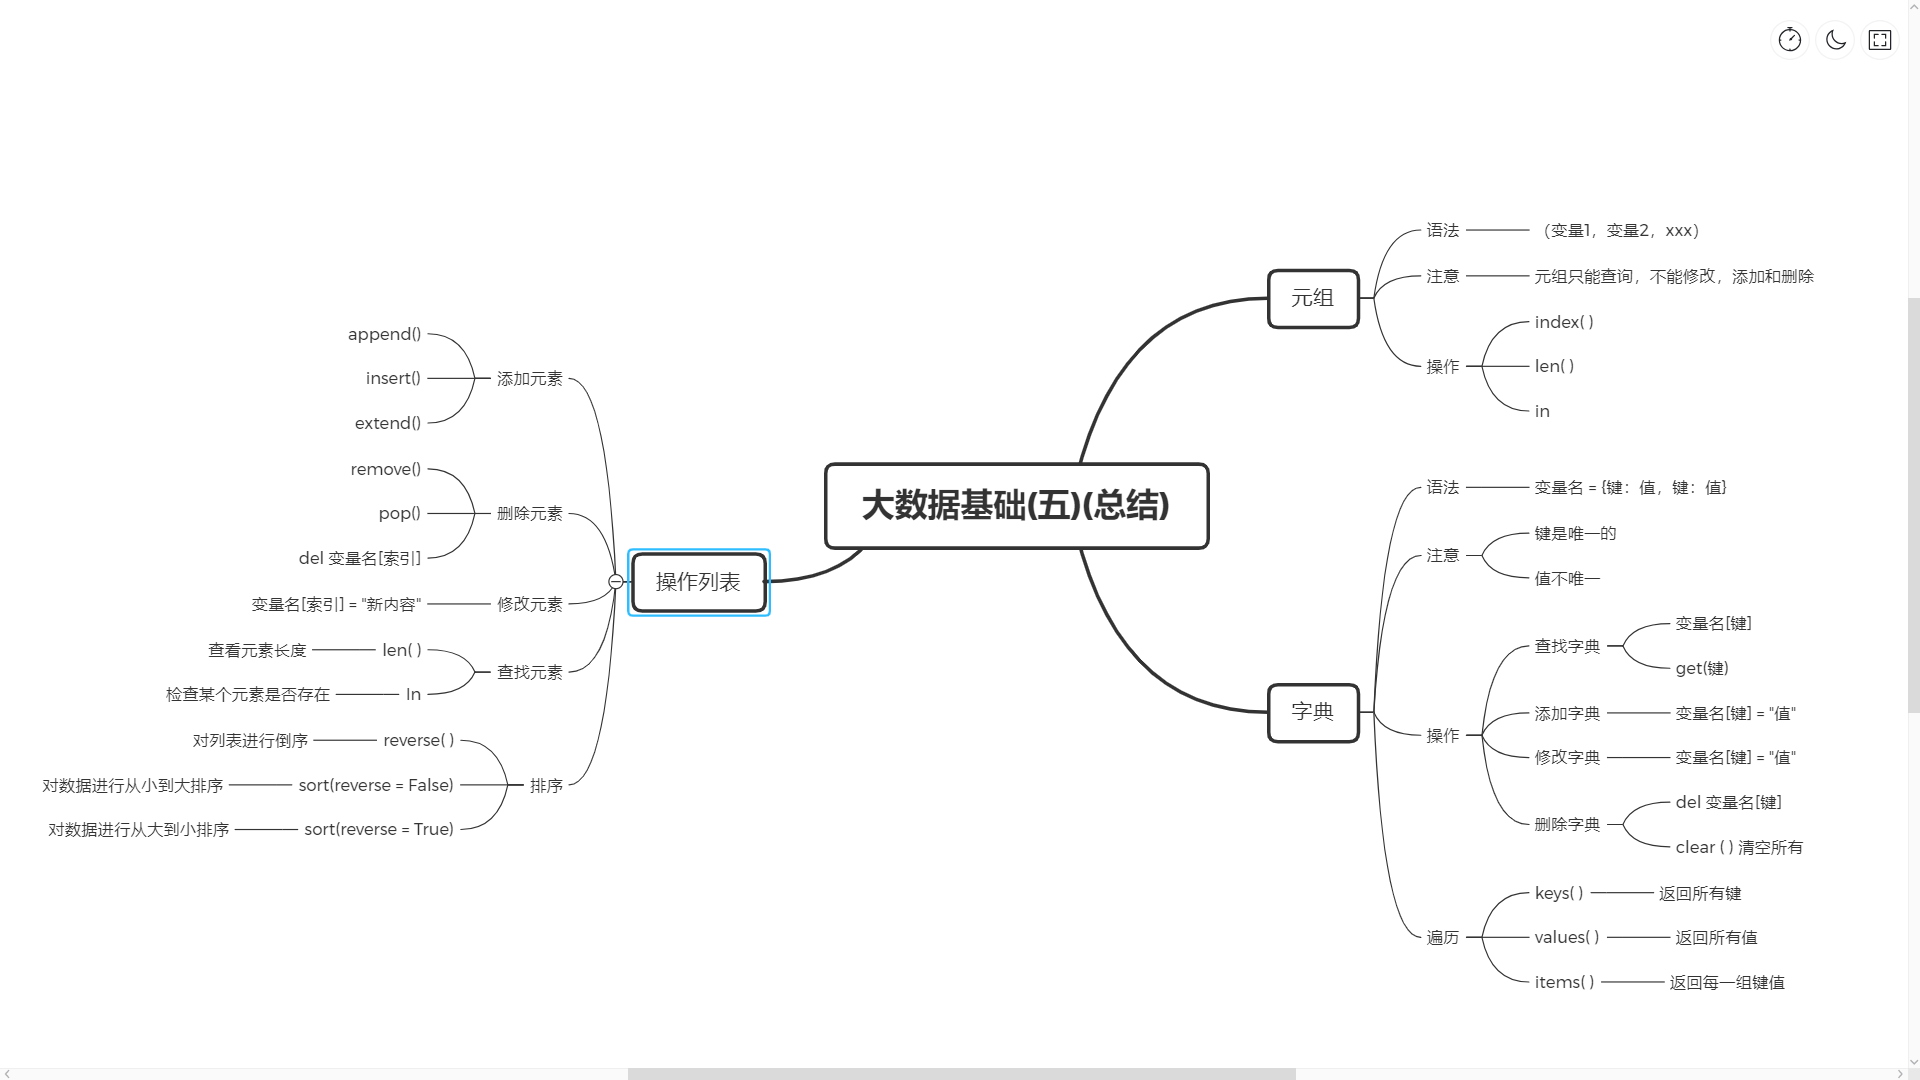 大数据基础(五)(总结)
元组
语法
（变量1，变量2，xxx）
注意
元组只能查询，不能修改，添加和删除
操作
index( )
len( )
in
字典
语法
变量名 = {键：值，键：值}
注意
键是唯一的
值不唯一
操作
查找字典
变量名[键]
get(键)
添加字典
变量名[键] = "值"
修改字典
变量名[键] = "值"
删除字典
del 变量名[键]
clear ( ) 清空所有
遍历
keys( )
返回所有键
values( )
返回所有值
items( )
返回每一组键值
操作列表
添加元素
append()
insert()
extend()
删除元素
remove()
pop()
del 变量名[索引]
修改元素
变量名[索引] = "新内容"
查找元素
len( )
查看元素长度
In
检查某个元素是否存在
排序
reverse( )
对列表进行倒序
sort(reverse = False)
对数据进行从小到大排序
sort(reverse = True)
对数据进行从大到小排序